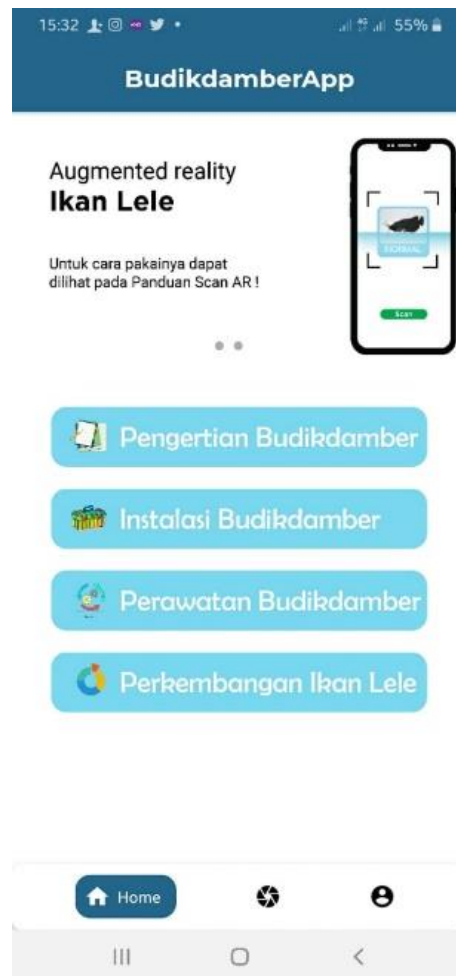 15:32
55%
BudikdamberApp
Augmented reality
Ikan Lele
Untuk cara pakainya dapat
dilihat pada Panduan Scan AR !
NORMAL
Scan
Pengertian Budikdamber
Instalasi Budikdamber
Perawatan Budikdamber
Perkembangan Ikan Lele
Home